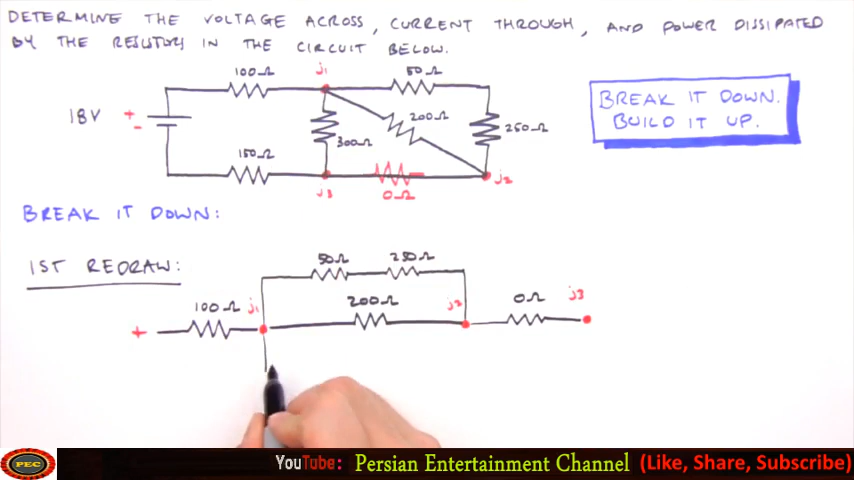 DETERMINE THE VOLTAGE ACROSS, CURRENT THROUGH, AND POWER DISSIPATED
BY THE RESISTORS IN THE CIRCUIT BELOW.
100Ω j1 50Ω
18V + - 300Ω 200Ω 250Ω
150Ω j3 0Ω j2
BREAK IT DOWN.
BUILD IT UP.
BREAK IT DOWN:
1ST REDRAW:
50Ω 250Ω
+ 100Ω j1 200Ω j2 0Ω j3
PEC YouTube: Persian Entertainment Channel (Like, Share, Subscribe)